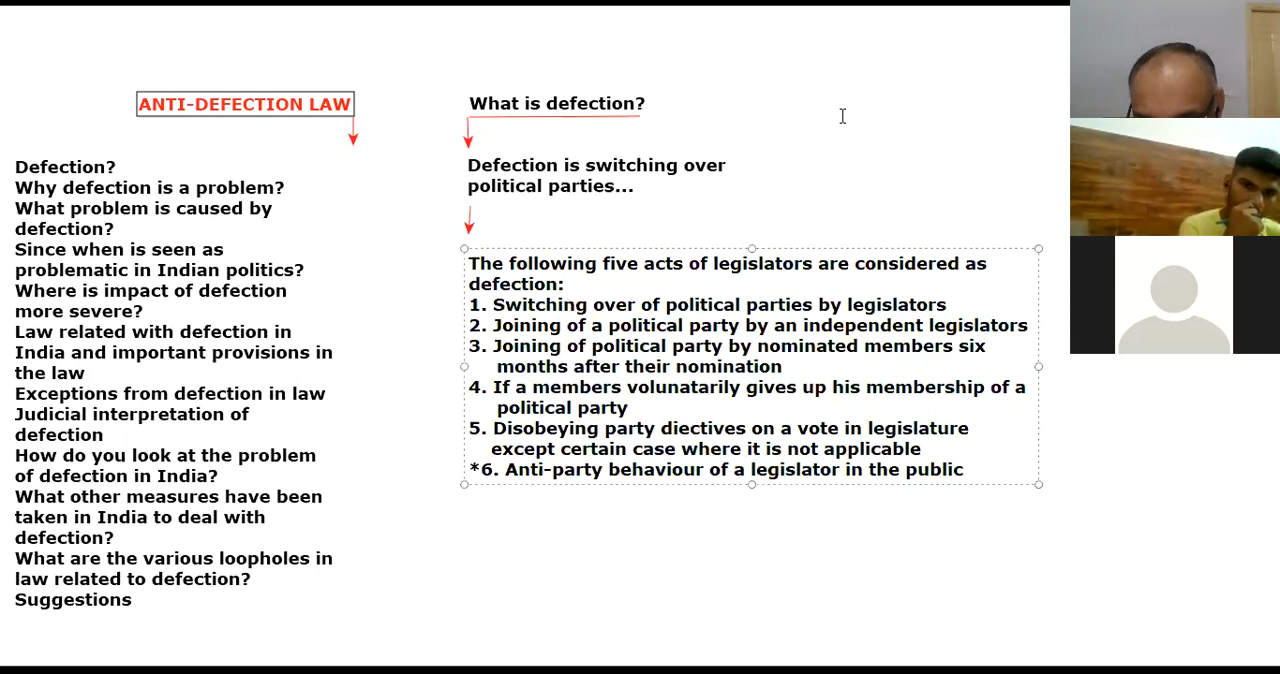 ANTI-DEFECTION LAW
Defection?
Why defection is a problem?
What problem is caused by
defection?
Since when is seen as
problematic in Indian politics?
Where is impact of defection
more severe?
Law related with defection in
India and important provisions in
the law
Exceptions from defection in law
Judicial interpretation of
defection
How do you look at the problem
of defection in India?
What other measures have been
taken in India to deal with
defection?
What are the various loopholes in
law related to defection?
Suggestions
What is defection?
Defection is switching over
political parties...
The following five acts of legislators are considered as
defection:
1. Switching over of political parties by legislators
2. Joining of a political party by an independent legislators
3. Joining of political party by nominated members six
months after their nomination
4. If a members volunatarily gives up his membership of a
political party
5. Disobeying party diectives on a vote in legislature
except certain case where it is not applicable
*6. Anti-party behaviour of a legislator in the public